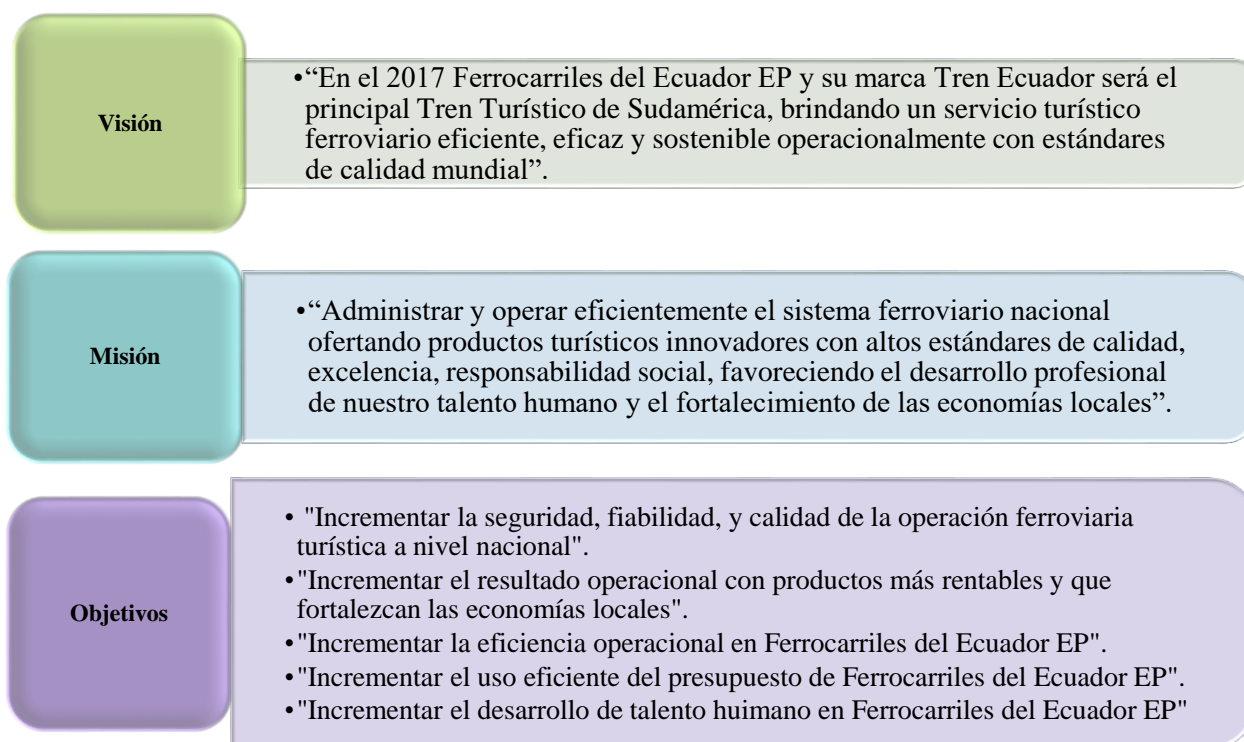 Visión
•“En el 2017 Ferrocarriles del Ecuador EP y su marca Tren Ecuador será el
principal Tren Turístico de Sudamérica, brindando un servicio turístico
ferroviario eficiente, eficaz y sostenible operacionalmente con estándares
de calidad mundial”.
Misión
•“Administrar y operar eficientemente el sistema ferroviario nacional
ofertando productos turísticos innovadores con altos estándares de calidad,
excelencia, responsabilidad social, favoreciendo el desarrollo profesional
de nuestro talento humano y el fortalecimiento de las economías locales”.
Objetivos
• "Incrementar la seguridad, fiabilidad, y calidad de la operación ferroviaria
turística a nivel nacional".
•"Incrementar el resultado operacional con productos más rentables y que
fortalezcan las economías locales".
•"Incrementar la eficiencia operacional en Ferrocarriles del Ecuador EP".
•"Incrementar el uso eficiente del presupuesto de Ferrocarriles del Ecuador EP".
•"Incrementar el desarrollo de talento huimano en Ferrocarriles del Ecuador EP"